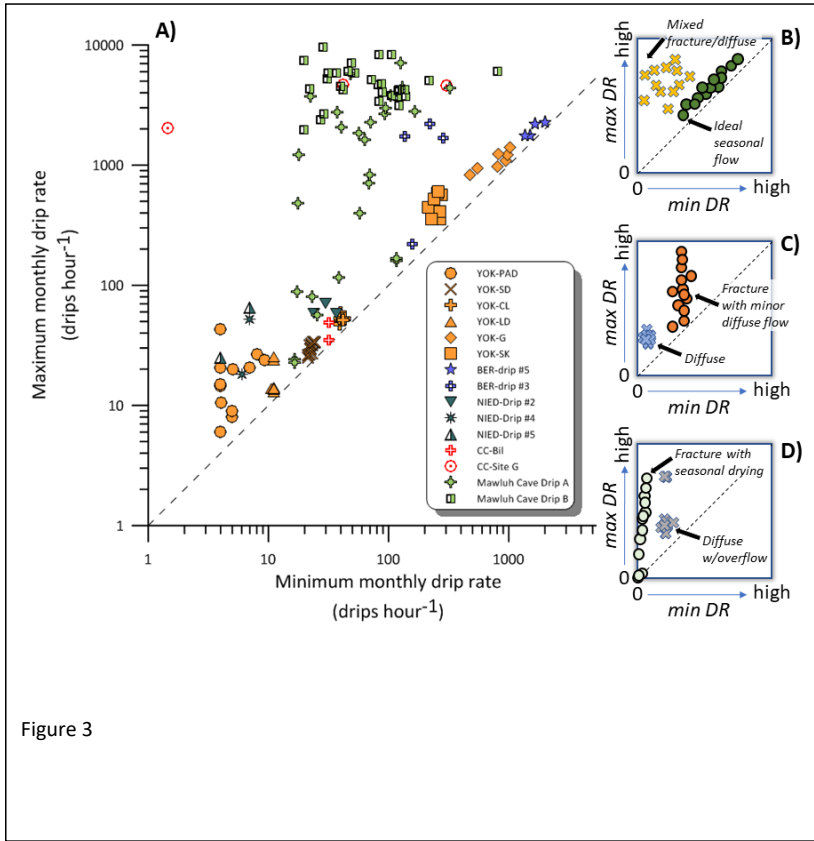 A)
10000
1000
100
10
1
Maximum monthly drip rate
(drips hour-1)
1
10
100
1000
Minimum monthly drip rate
(drips hour-1)
YOK-PAD
YOK-SD
YOK-CL
YOK-LD
YOK-G
YOK-SK
BER-drip #5
BER-drip #3
NIED-Drip #2
NIED-Drip #4
NIED-Drip #5
CC-Bil
CC-Site G
Mawluh Cave Drip A
Mawluh Cave Drip B
B)
Mixed
fracture/diffuse
Ideal
seasonal
flow
high
max DR
0
0
high
min DR
C)
Fracture
with minor
diffuse flow
Diffuse
high
max DR
0
0
high
min DR
D)
Fracture with
seasonal drying
Diffuse
w/overflow
high
max DR
0
0
high
min DR
Figure 3